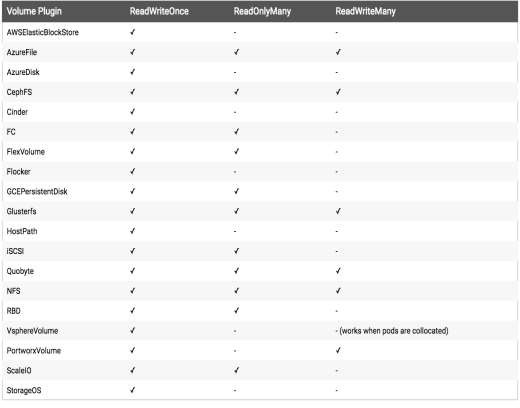 Volume Plugin ReadWriteOnce ReadOnlyMany ReadWriteMany
AWSElasticBlockStore ✓ - -
AzureFile ✓ ✓ ✓
AzureDisk ✓ - -
CephFS ✓ ✓ ✓
Cinder ✓ - -
FC ✓ ✓ -
FlexVolume ✓ ✓ -
Flocker ✓ - -
GCEPersistentDisk ✓ ✓ -
Glusterfs ✓ ✓ ✓
HostPath ✓ - -
iSCSI ✓ ✓ -
Quobyte ✓ ✓ ✓
NFS ✓ ✓ ✓
RBD ✓ ✓ -
VsphereVolume ✓ - - (works when pods are collocated)
PortworxVolume ✓ - ✓
ScaleIO ✓ ✓ -
StorageOS ✓ - -